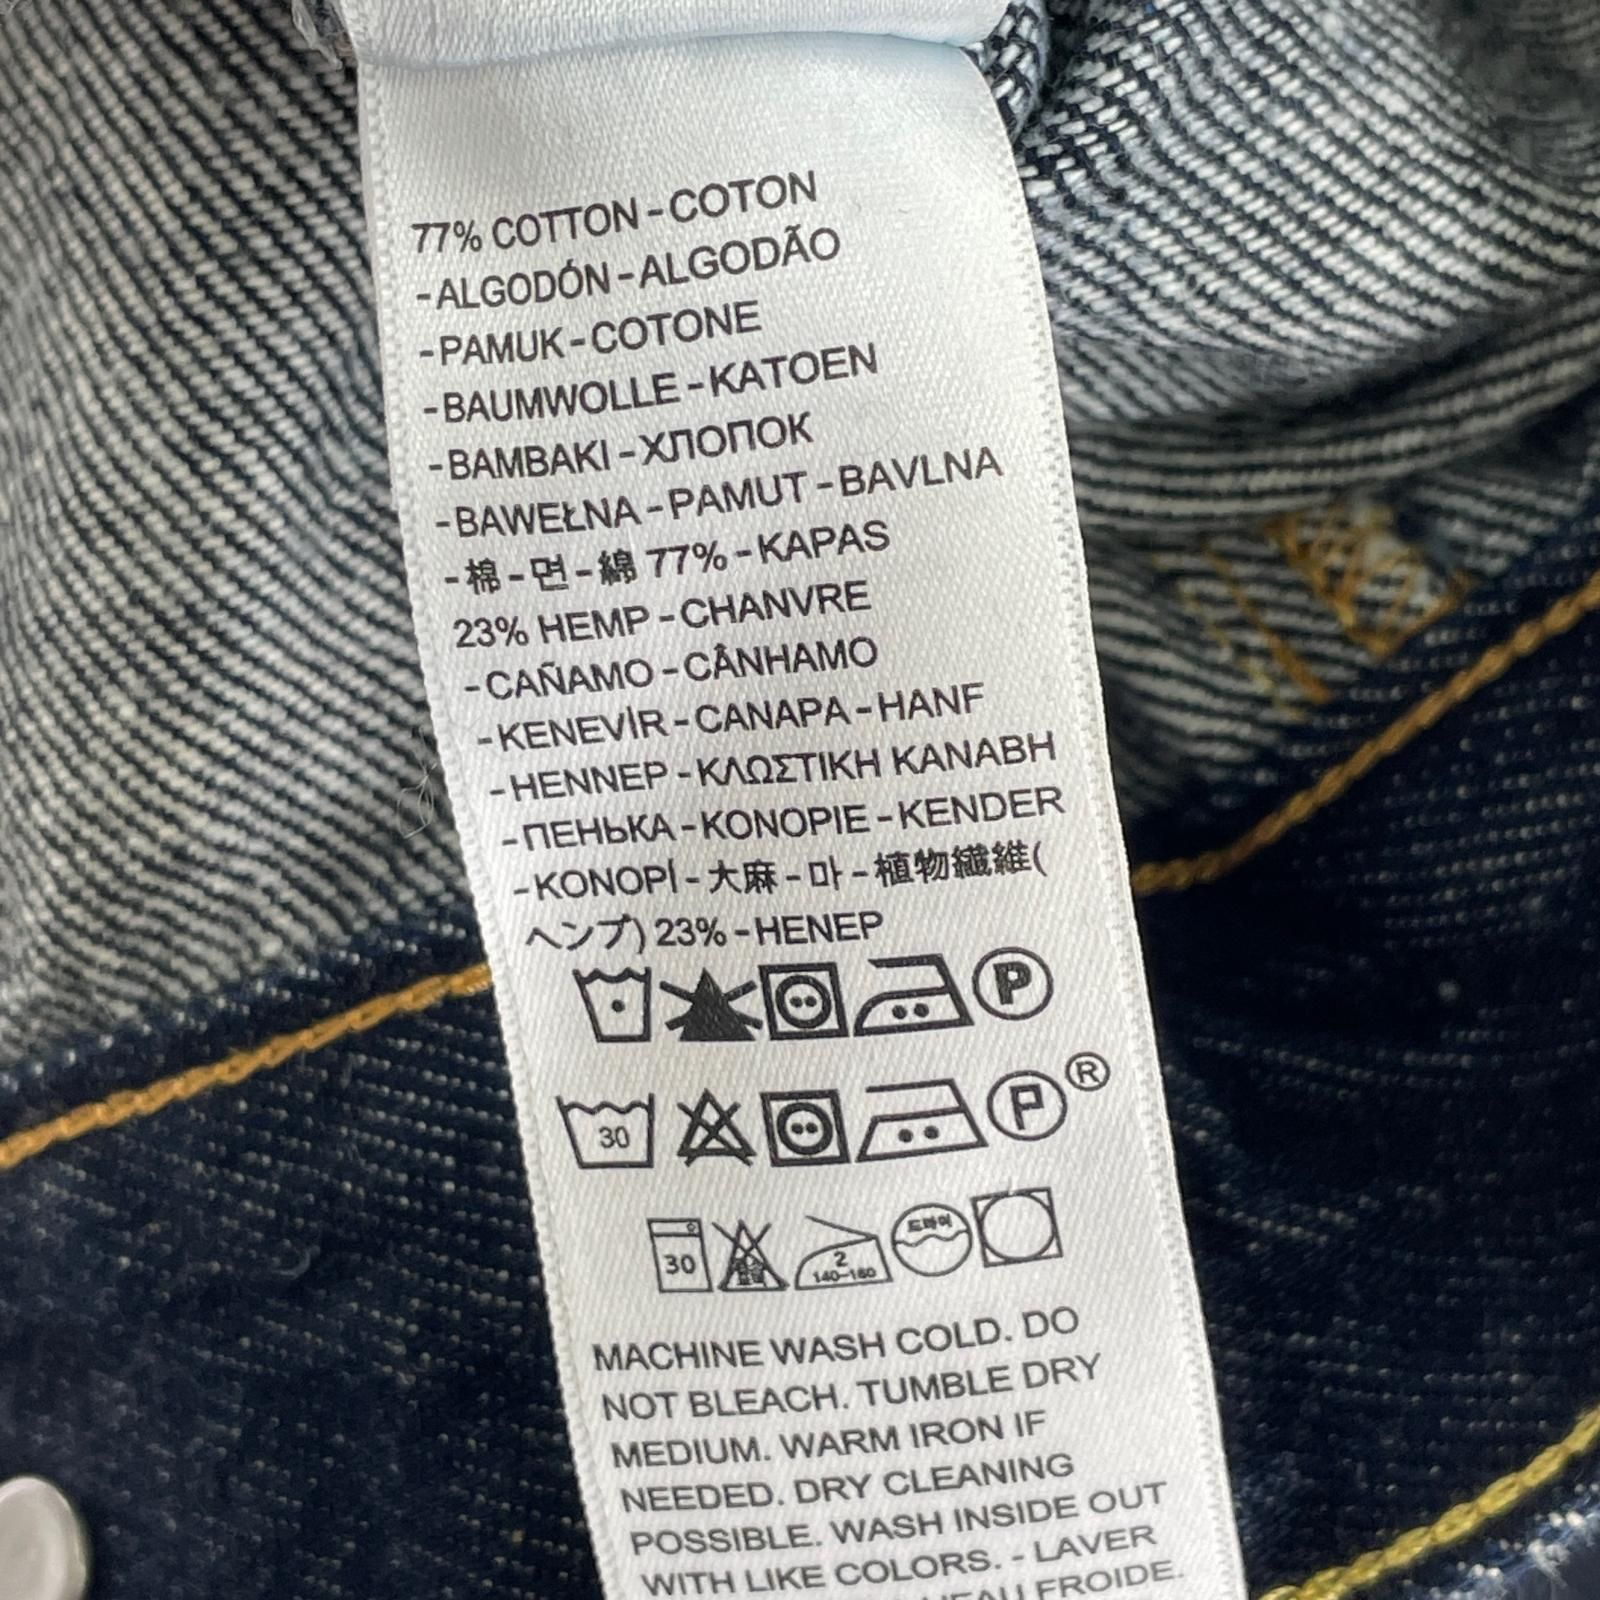 77% COTTON - COTON
- ALGODÓN - ALGODÃO
- PAMUK - COTONE
- BAUMWOLLE - KATOEN
- BAMBAKI - ХЛОПОК
- BAWEŁNA - PAMUT - BAVLNA
- 棉 - 면 - 綿 77% - KAPAS
23% HEMP - CHANVRE
- CAÑAMO - CÂNHAMO
- KENEVİR - CANAPA - HANF
- HENNEP - ΚΛΩΣΤΙΚΗ ΚΑΝΑΒΗ
- ПЕНЬКА - KONOPIE - KENDER
- KONOPÍ - 大麻 - 마 - 植物繊維(
ヘンプ) 23% - HENEP
P
30 P ®
30 2 140~160 드라이
MACHINE WASH COLD. DO
NOT BLEACH. TUMBLE DRY
MEDIUM. WARM IRON IF
NEEDED. DRY CLEANING
POSSIBLE. WASH INSIDE OUT
WITH LIKE COLORS. - LAVER
FROIDE.